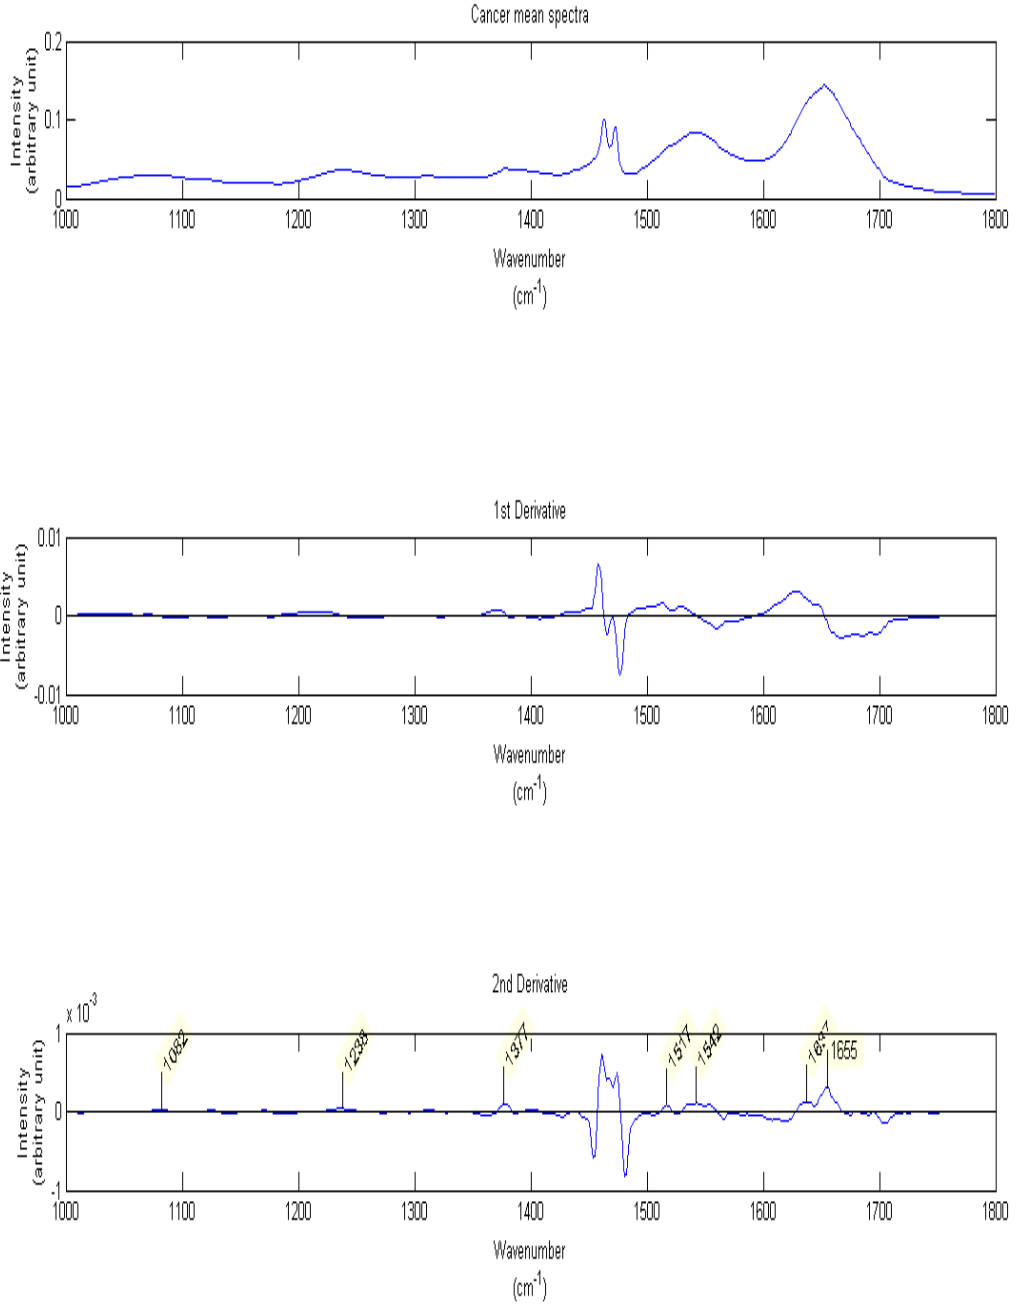 Cancer mean spectra
Intensity
(arbitrary unit)
0.2
0.1
0
1000 1100 1200 1300 1400 1500 1600 1700 1800
Wavenumber
(cm-1)
1st Derivative
Intensity
(arbitrary unit)
0.01
0
-0.01
1000 1100 1200 1300 1400 1500 1600 1700 1800
Wavenumber
(cm-1)
2nd Derivative
x 10-3
Intensity
(arbitrary unit)
1
0
-1
1082 1238 1377 1517 1542 1637 1655
1000 1100 1200 1300 1400 1500 1600 1700 1800
Wavenumber
(cm-1)